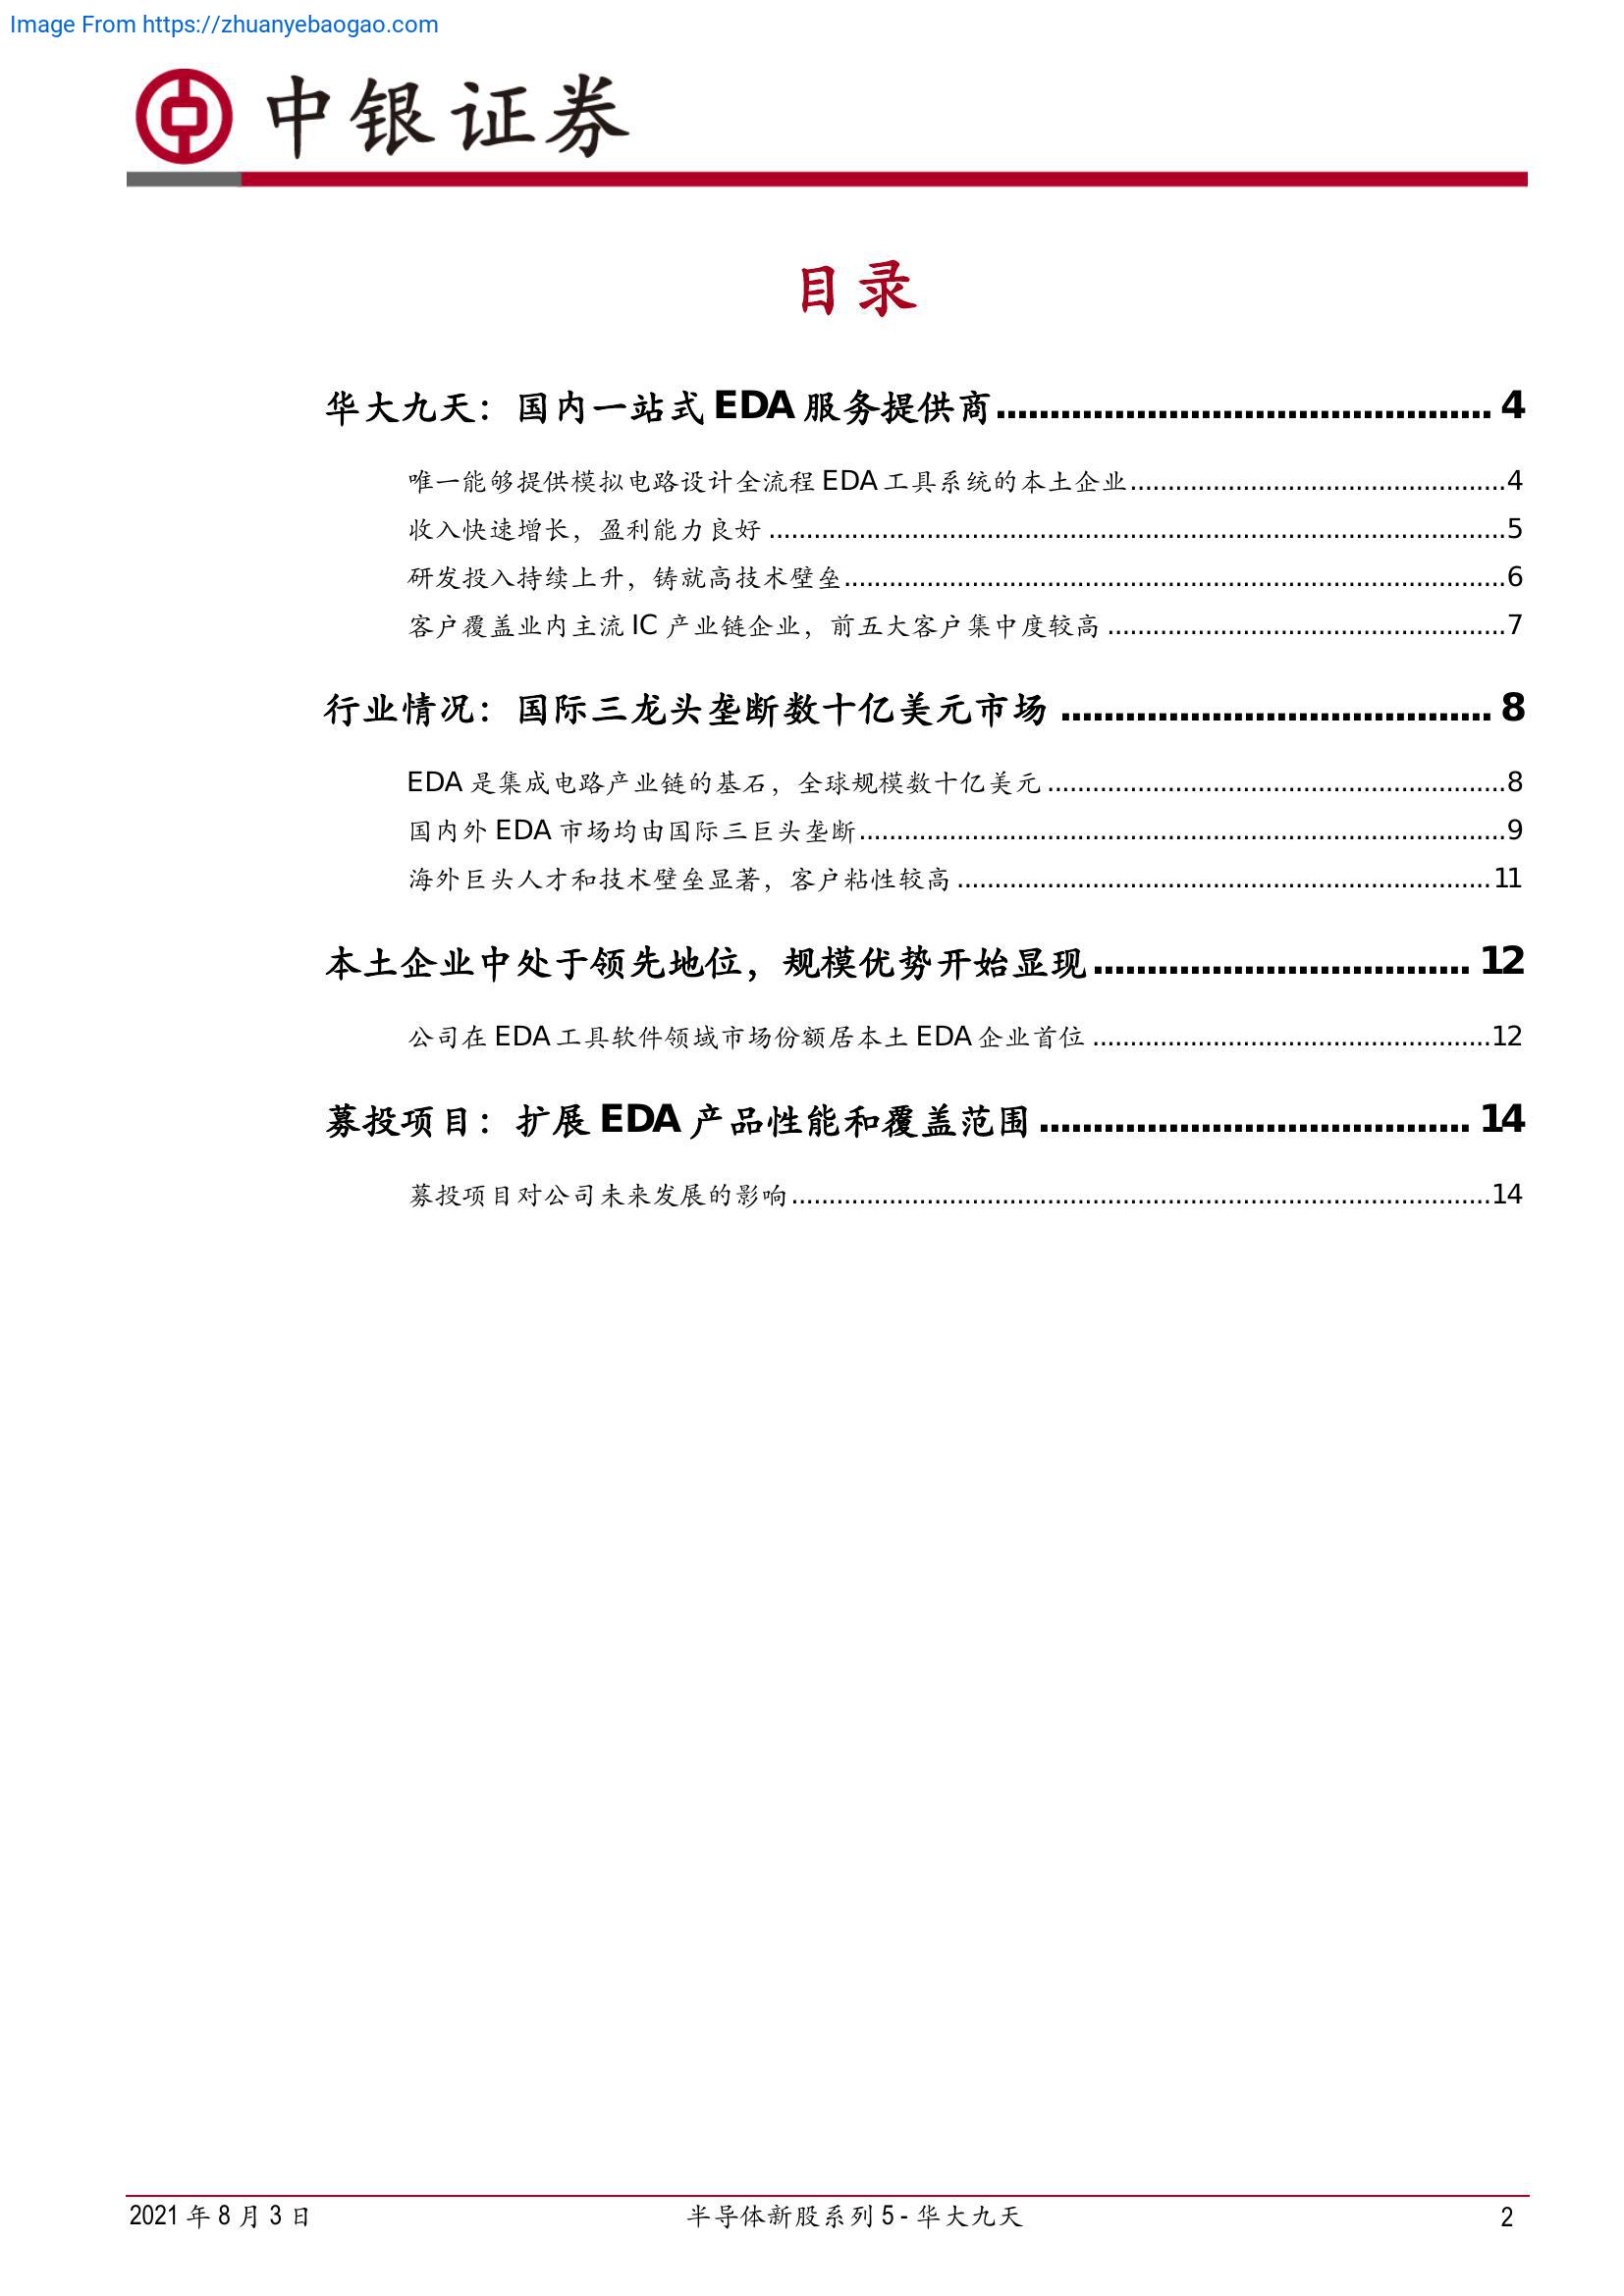 Image From https://zhuanyebaogao.com
中银证券
目录
华大九天：国内一站式 EDA 服务提供商............................................. 4
唯一能够提供模拟电路设计全流程 EDA 工具系统的本土企业..................................................4
收入快速增长，盈利能力良好 ..................................................................................................5
研发投入持续上升，铸就高技术壁垒........................................................................................6
客户覆盖业内主流 IC 产业链企业，前五大客户集中度较高 .....................................................7
行业情况：国际三龙头垄断数十亿美元市场 ....................................... 8
EDA 是集成电路产业链的基石，全球规模数十亿美元 .............................................................8
国内外 EDA 市场均由国际三巨头垄断......................................................................................9
海外巨头人才和技术壁垒显著，客户粘性较高 .......................................................................11
本土企业中处于领先地位，规模优势开始显现.................................. 12
公司在 EDA 工具软件领域市场份额居本土 EDA 企业首位 .....................................................12
募投项目：扩展 EDA 产品性能和覆盖范围 ....................................... 14
募投项目对公司未来发展的影响.............................................................................................14
2021 年 8 月 3 日 半导体新股系列 5 - 华大九天 2